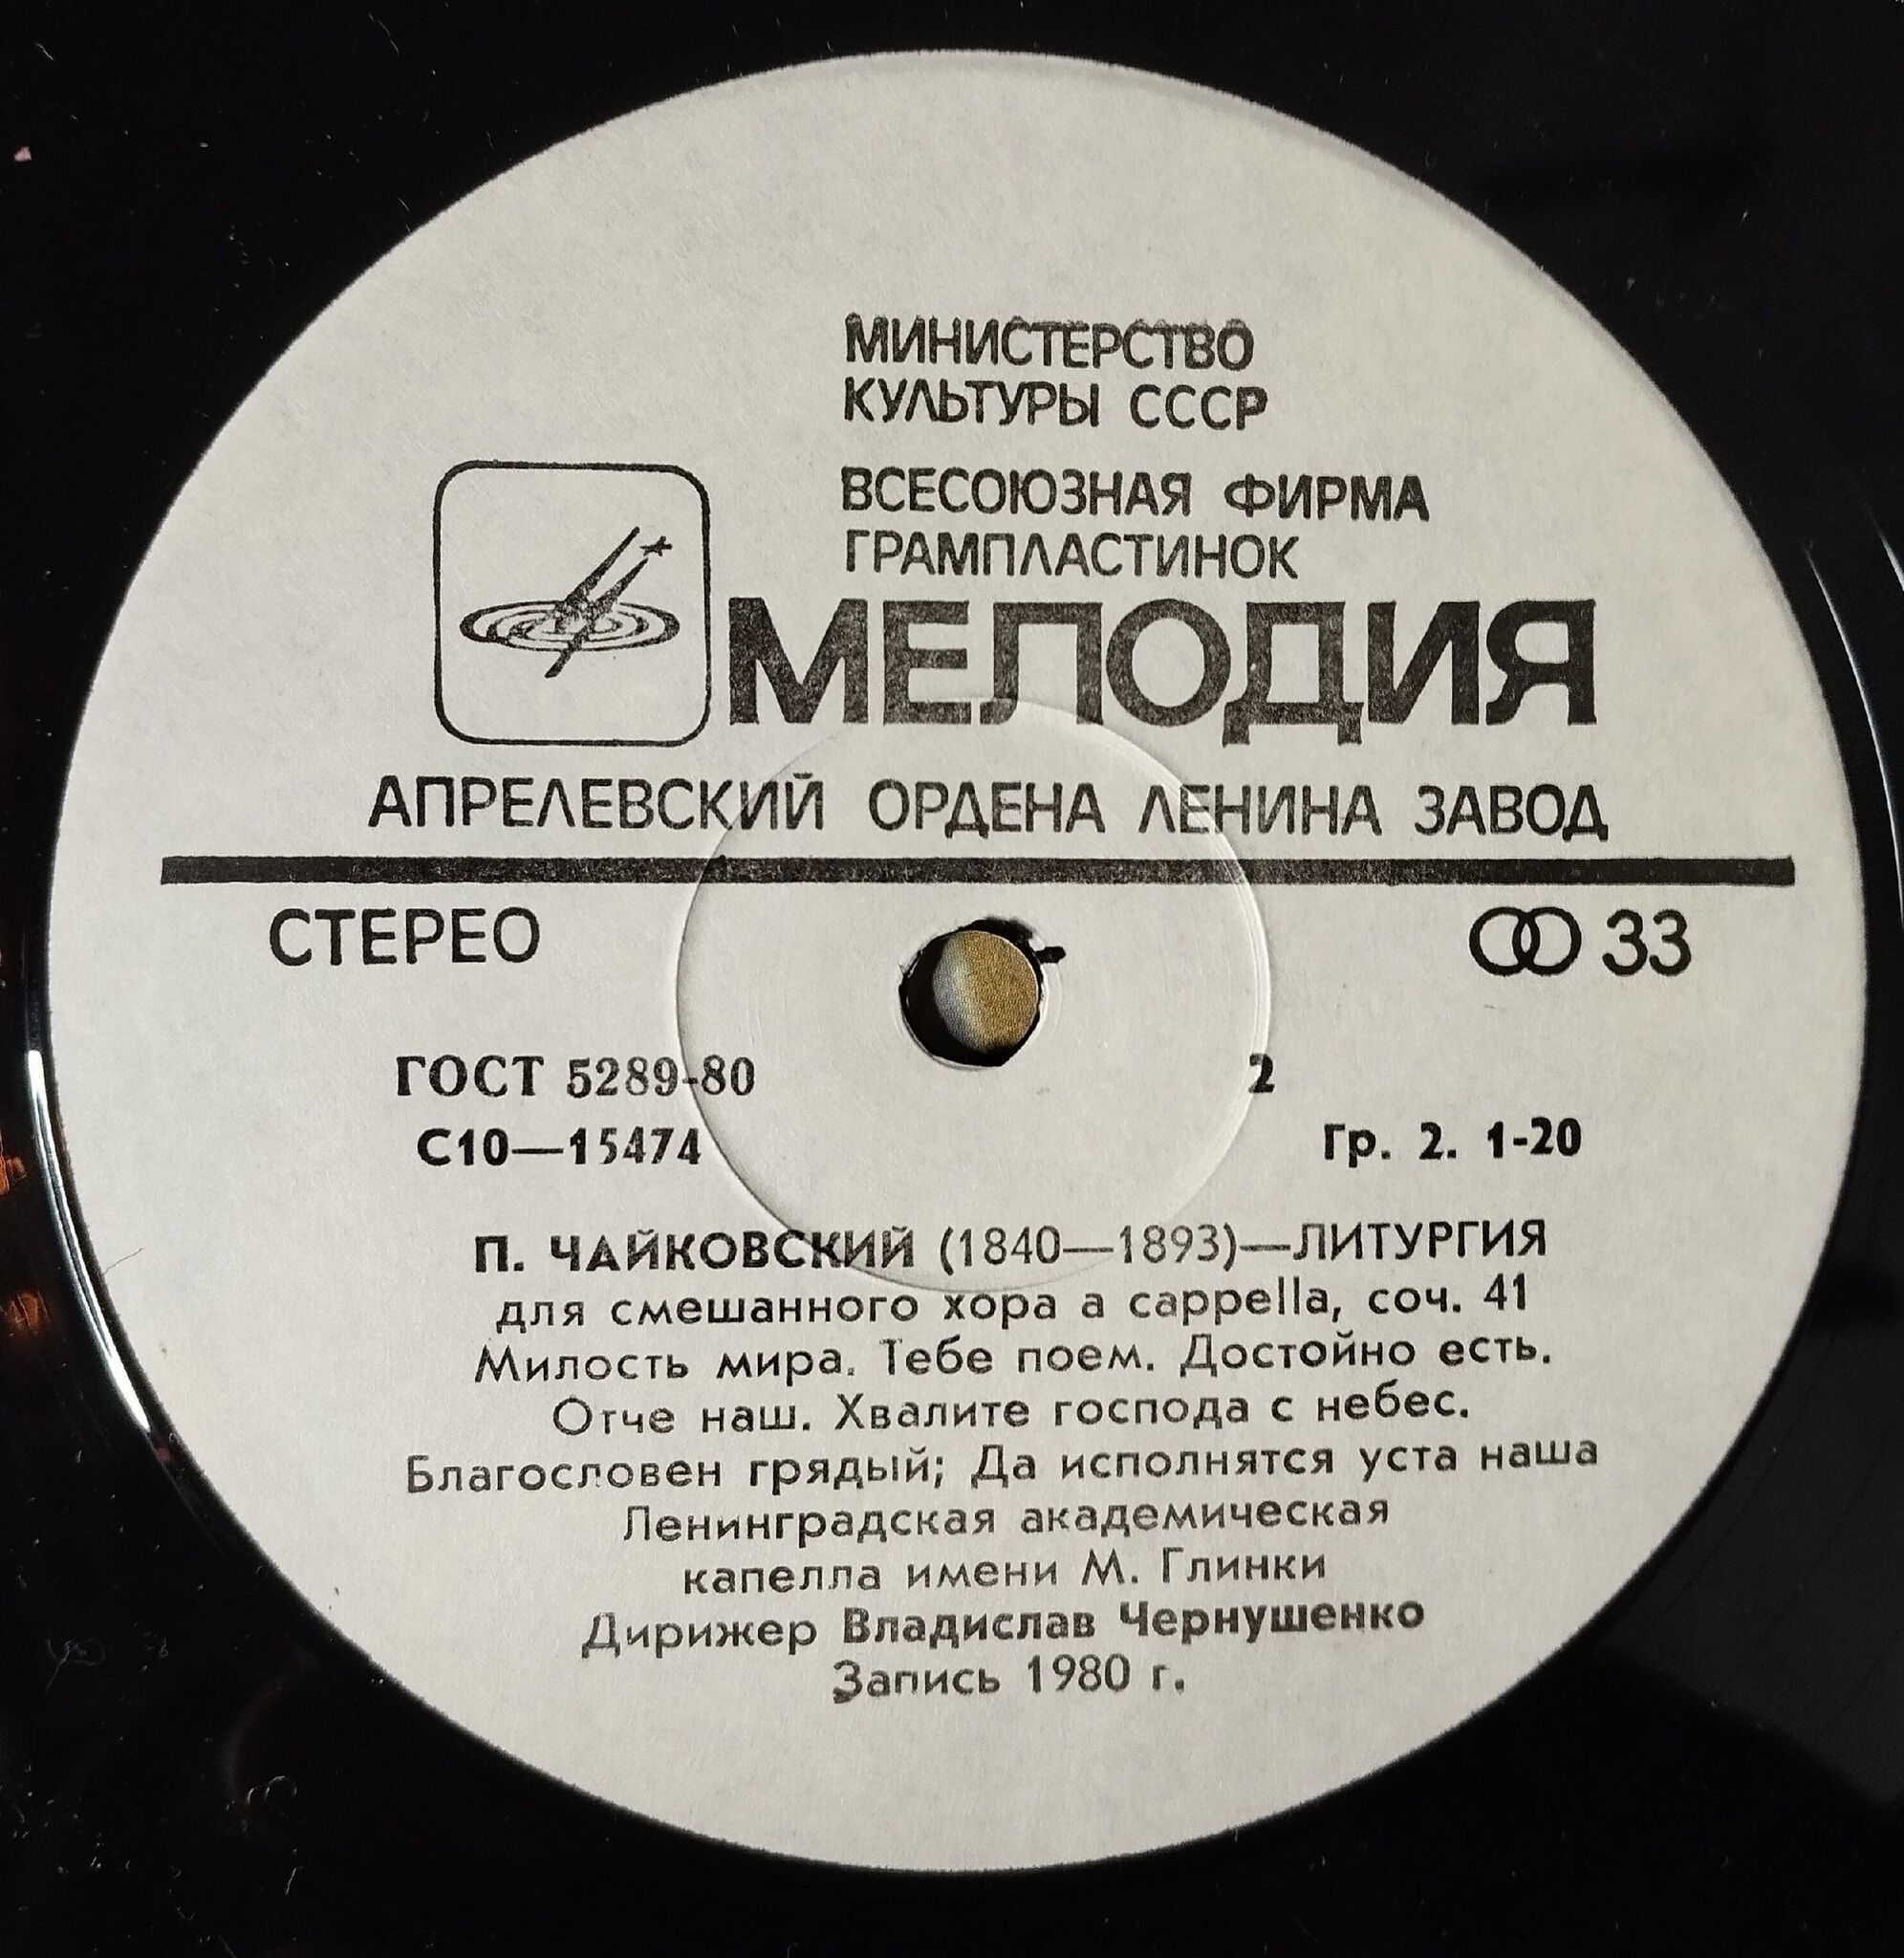 МИНИСТЕРСТВО
КУЛЬТУРЫ СССР
ВСЕСОЮЗНАЯ ФИРМА
ГРАМПЛАСТИНОК
МЕЛОДИЯ
АПРЕЛЕВСКИЙ ОРДЕНА ЛЕНИНА ЗАВОД
СТЕРЕО 33
ГОСТ 5289-80 2
С10—15474 Гр. 2. 1-20
П. ЧАЙКОВСКИЙ (1840—1893)—ЛИТУРГИЯ
для смешанного хора a cappella, соч. 41
Милость мира. Тебе поем. Достойно есть.
Отче наш. Хвалите господа с небес.
Благословен грядый; Да исполнятся уста наша
Ленинградская академическая
капелла имени М. Глинки
Дирижер Владислав Чернушенко
Запись 1980 г.